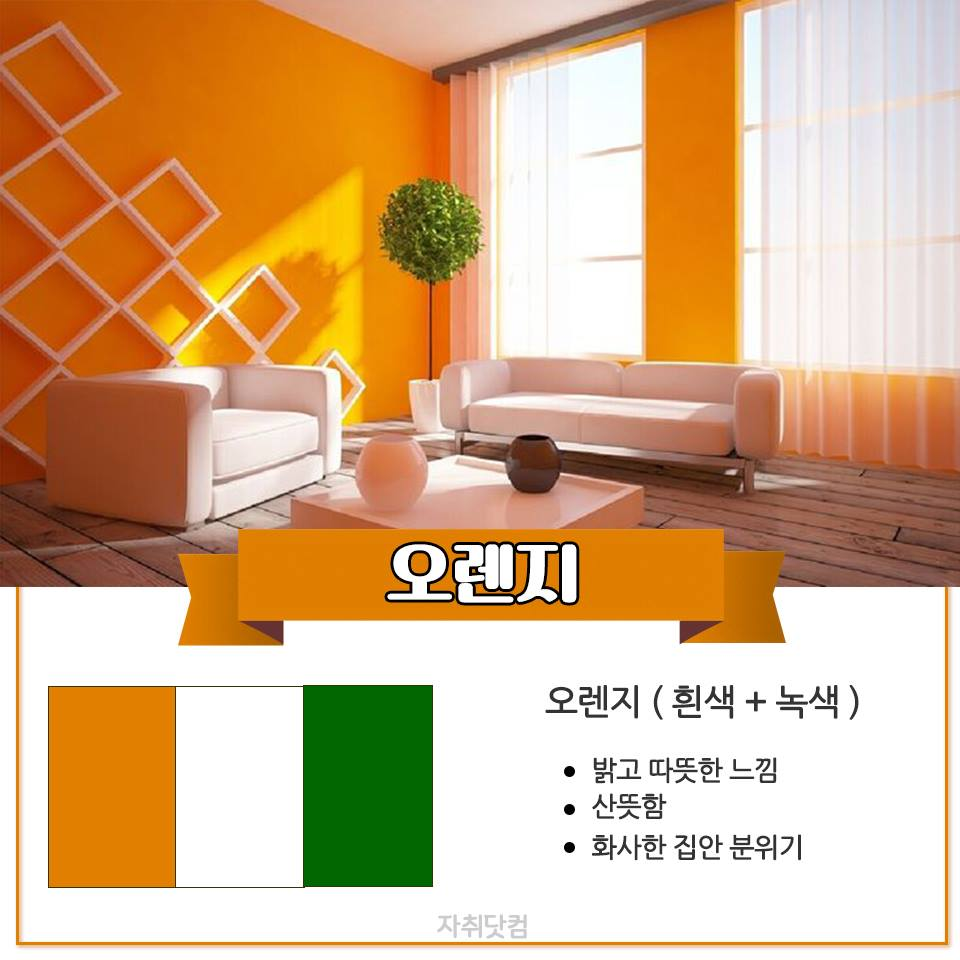 오렌지
오렌지 ( 흰색 + 녹색 )
• 밝고 따뜻한 느낌
• 산뜻함
• 화사한 집안 분위기
자취닷컴